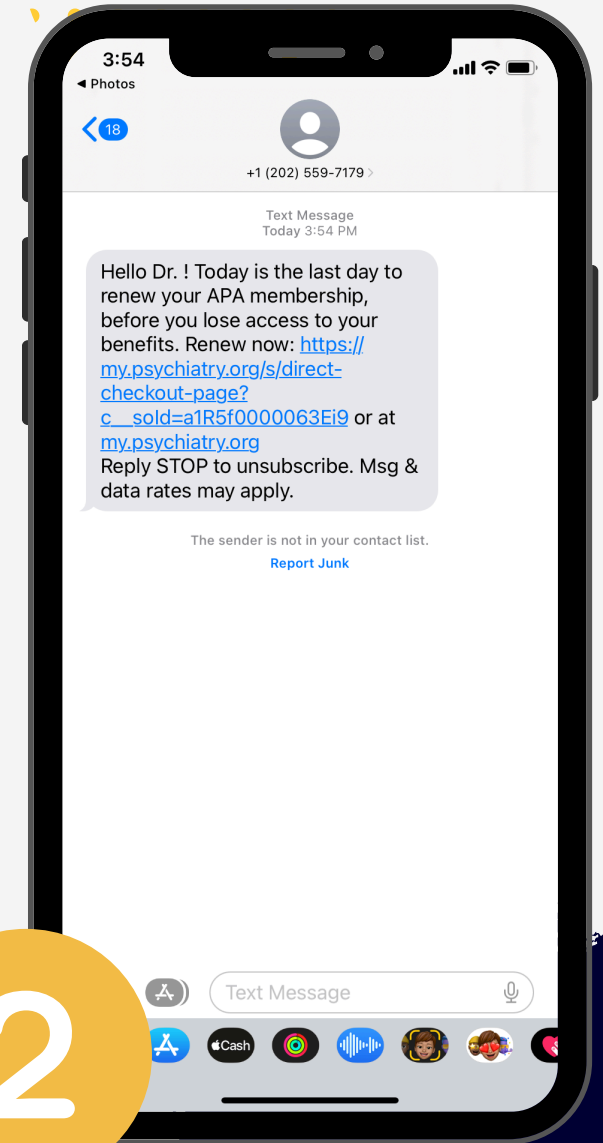 3:54
Photos
18
+1 (202) 559-7179
Text Message
Today 3:54 PM
Hello Dr. ! Today is the last day to
renew your APA membership,
before you lose access to your
benefits. Renew now: https://
my.psychiatry.org/s/direct-
checkout-page?
c__soId=a1R5f0000063Ei9 or at
my.psychiatry.org
Reply STOP to unsubscribe. Msg &
data rates may apply.
The sender is not in your contact list.
Report Junk
Text Message
Cash
2